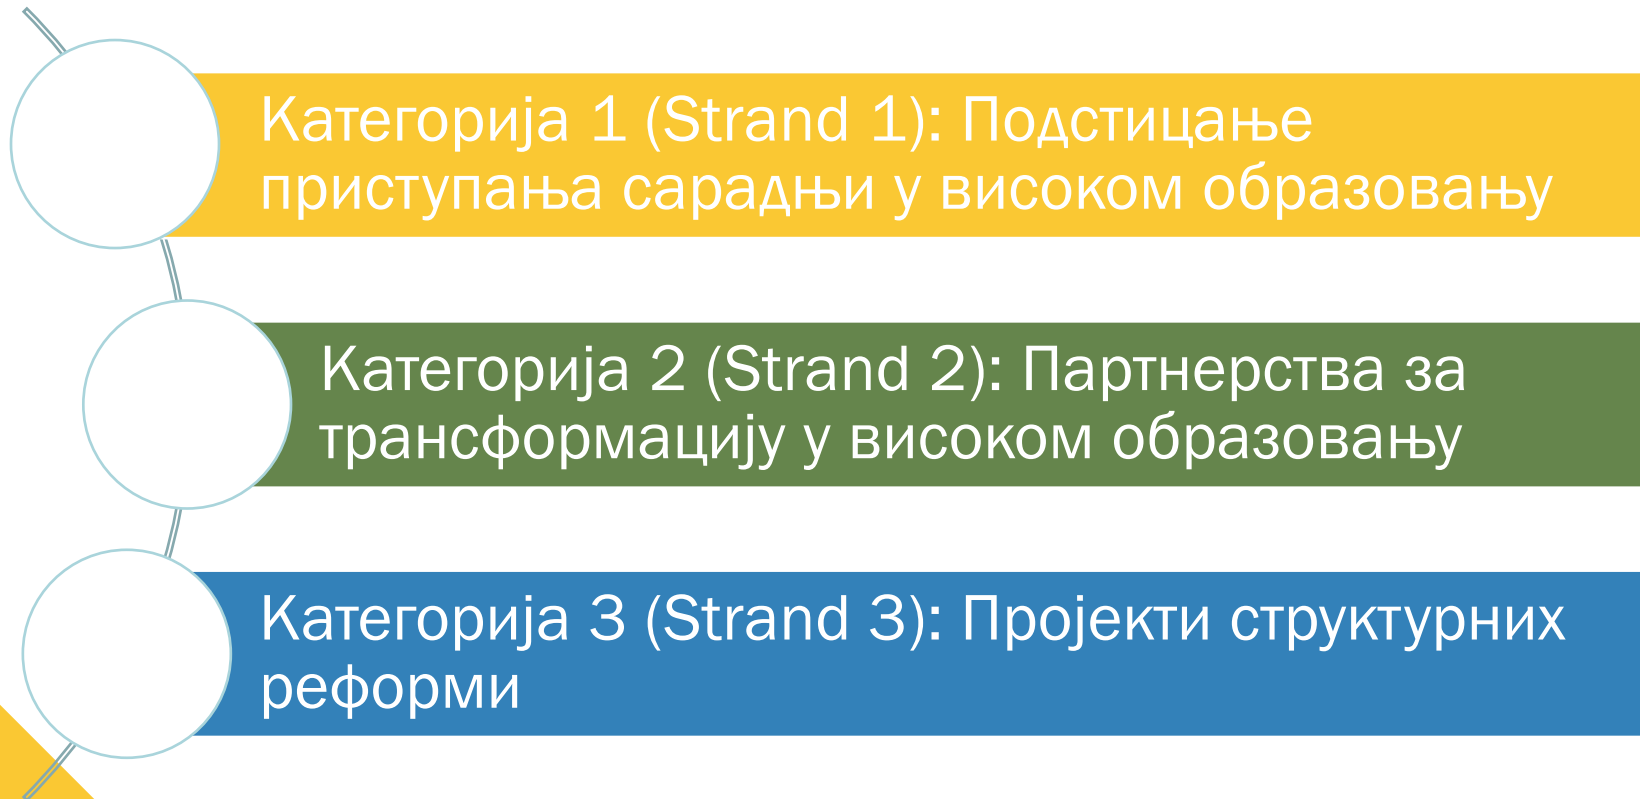 Категорија 1 (Strand 1): Подстицање
приступања сарадњи у високом образовању
Категорија 2 (Strand 2): Партнерства за
трансформацију у високом образовању
Категорија 3 (Strand 3): Пројекти структурних
реформи